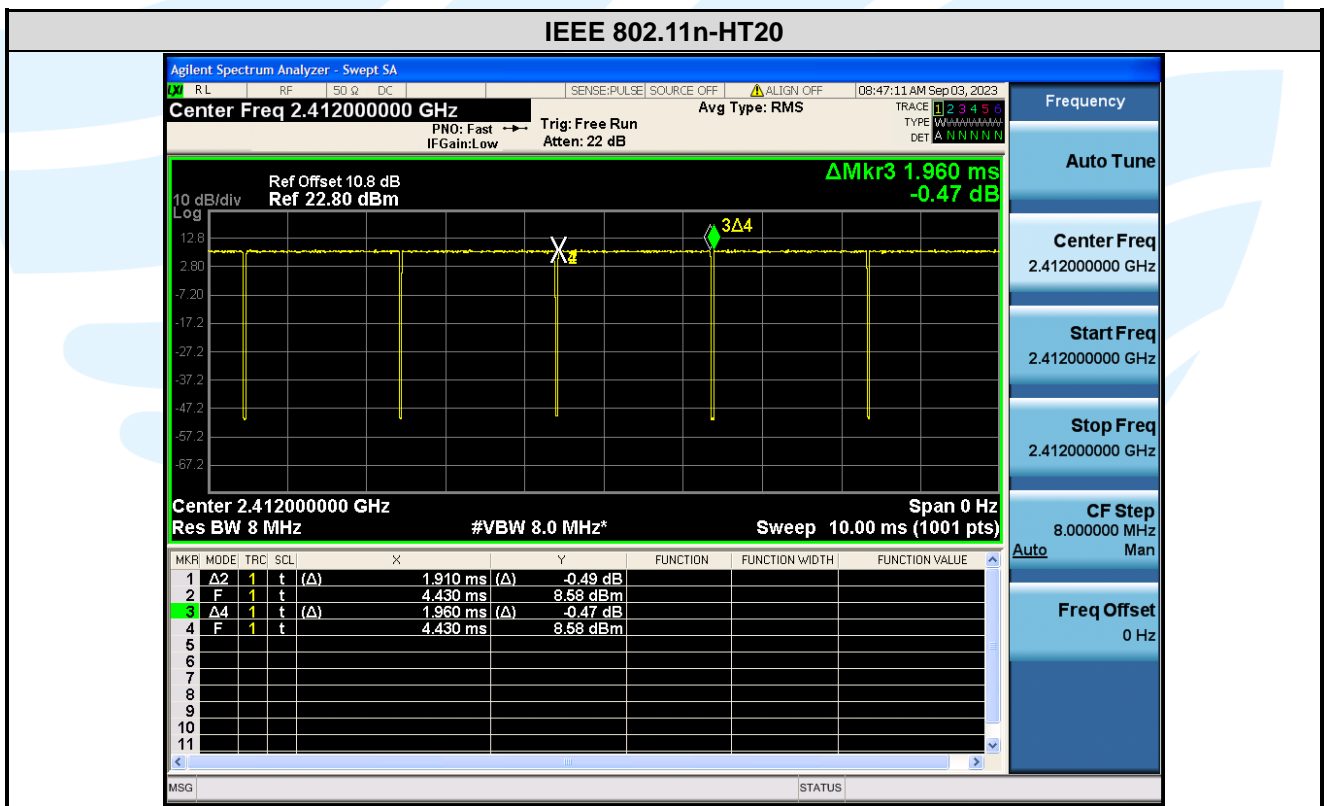 IEEE 802.11n-HT20
Agilent Spectrum Analyzer - Swept SA
LXI RL RF 50 Ω DC SENSE:PULSE SOURCE OFF ALIGN OFF 08:47:11 AM Sep 03, 2023
Center Freq 2.412000000 GHz
PNO: Fast
IFGain:Low
Trig: Free Run
Atten: 22 dB
Avg Type: RMS
TRACE 1 2 3 4 5 6
TYPE
DET A N N N N N
ΔMkr3 1.960 ms
-0.47 dB
Ref Offset 10.8 dB
10 dB/div Ref 22.80 dBm
Log
3Δ4
12.8
4
2.80
-7.20
-17.2
-27.2
-37.2
-47.2
-57.2
-67.2
Center 2.412000000 GHz Span 0 Hz
Res BW 8 MHz #VBW 8.0 MHz* Sweep 10.00 ms (1001 pts)
MKR MODE TRC SCL X Y FUNCTION FUNCTION WIDTH FUNCTION VALUE
1 Δ2 1 t (Δ) 1.910 ms (Δ) -0.49 dB
2 F 1 t 4.430 ms 8.58 dBm
3 Δ4 1 t (Δ) 1.960 ms (Δ) -0.47 dB
4 F 1 t 4.430 ms 8.58 dBm
5
6
7
8
9
10
11
MSG STATUS
Frequency
Auto Tune
Center Freq
2.412000000 GHz
Start Freq
2.412000000 GHz
Stop Freq
2.412000000 GHz
CF Step
8.000000 MHz
Auto Man
Freq Offset
0 Hz